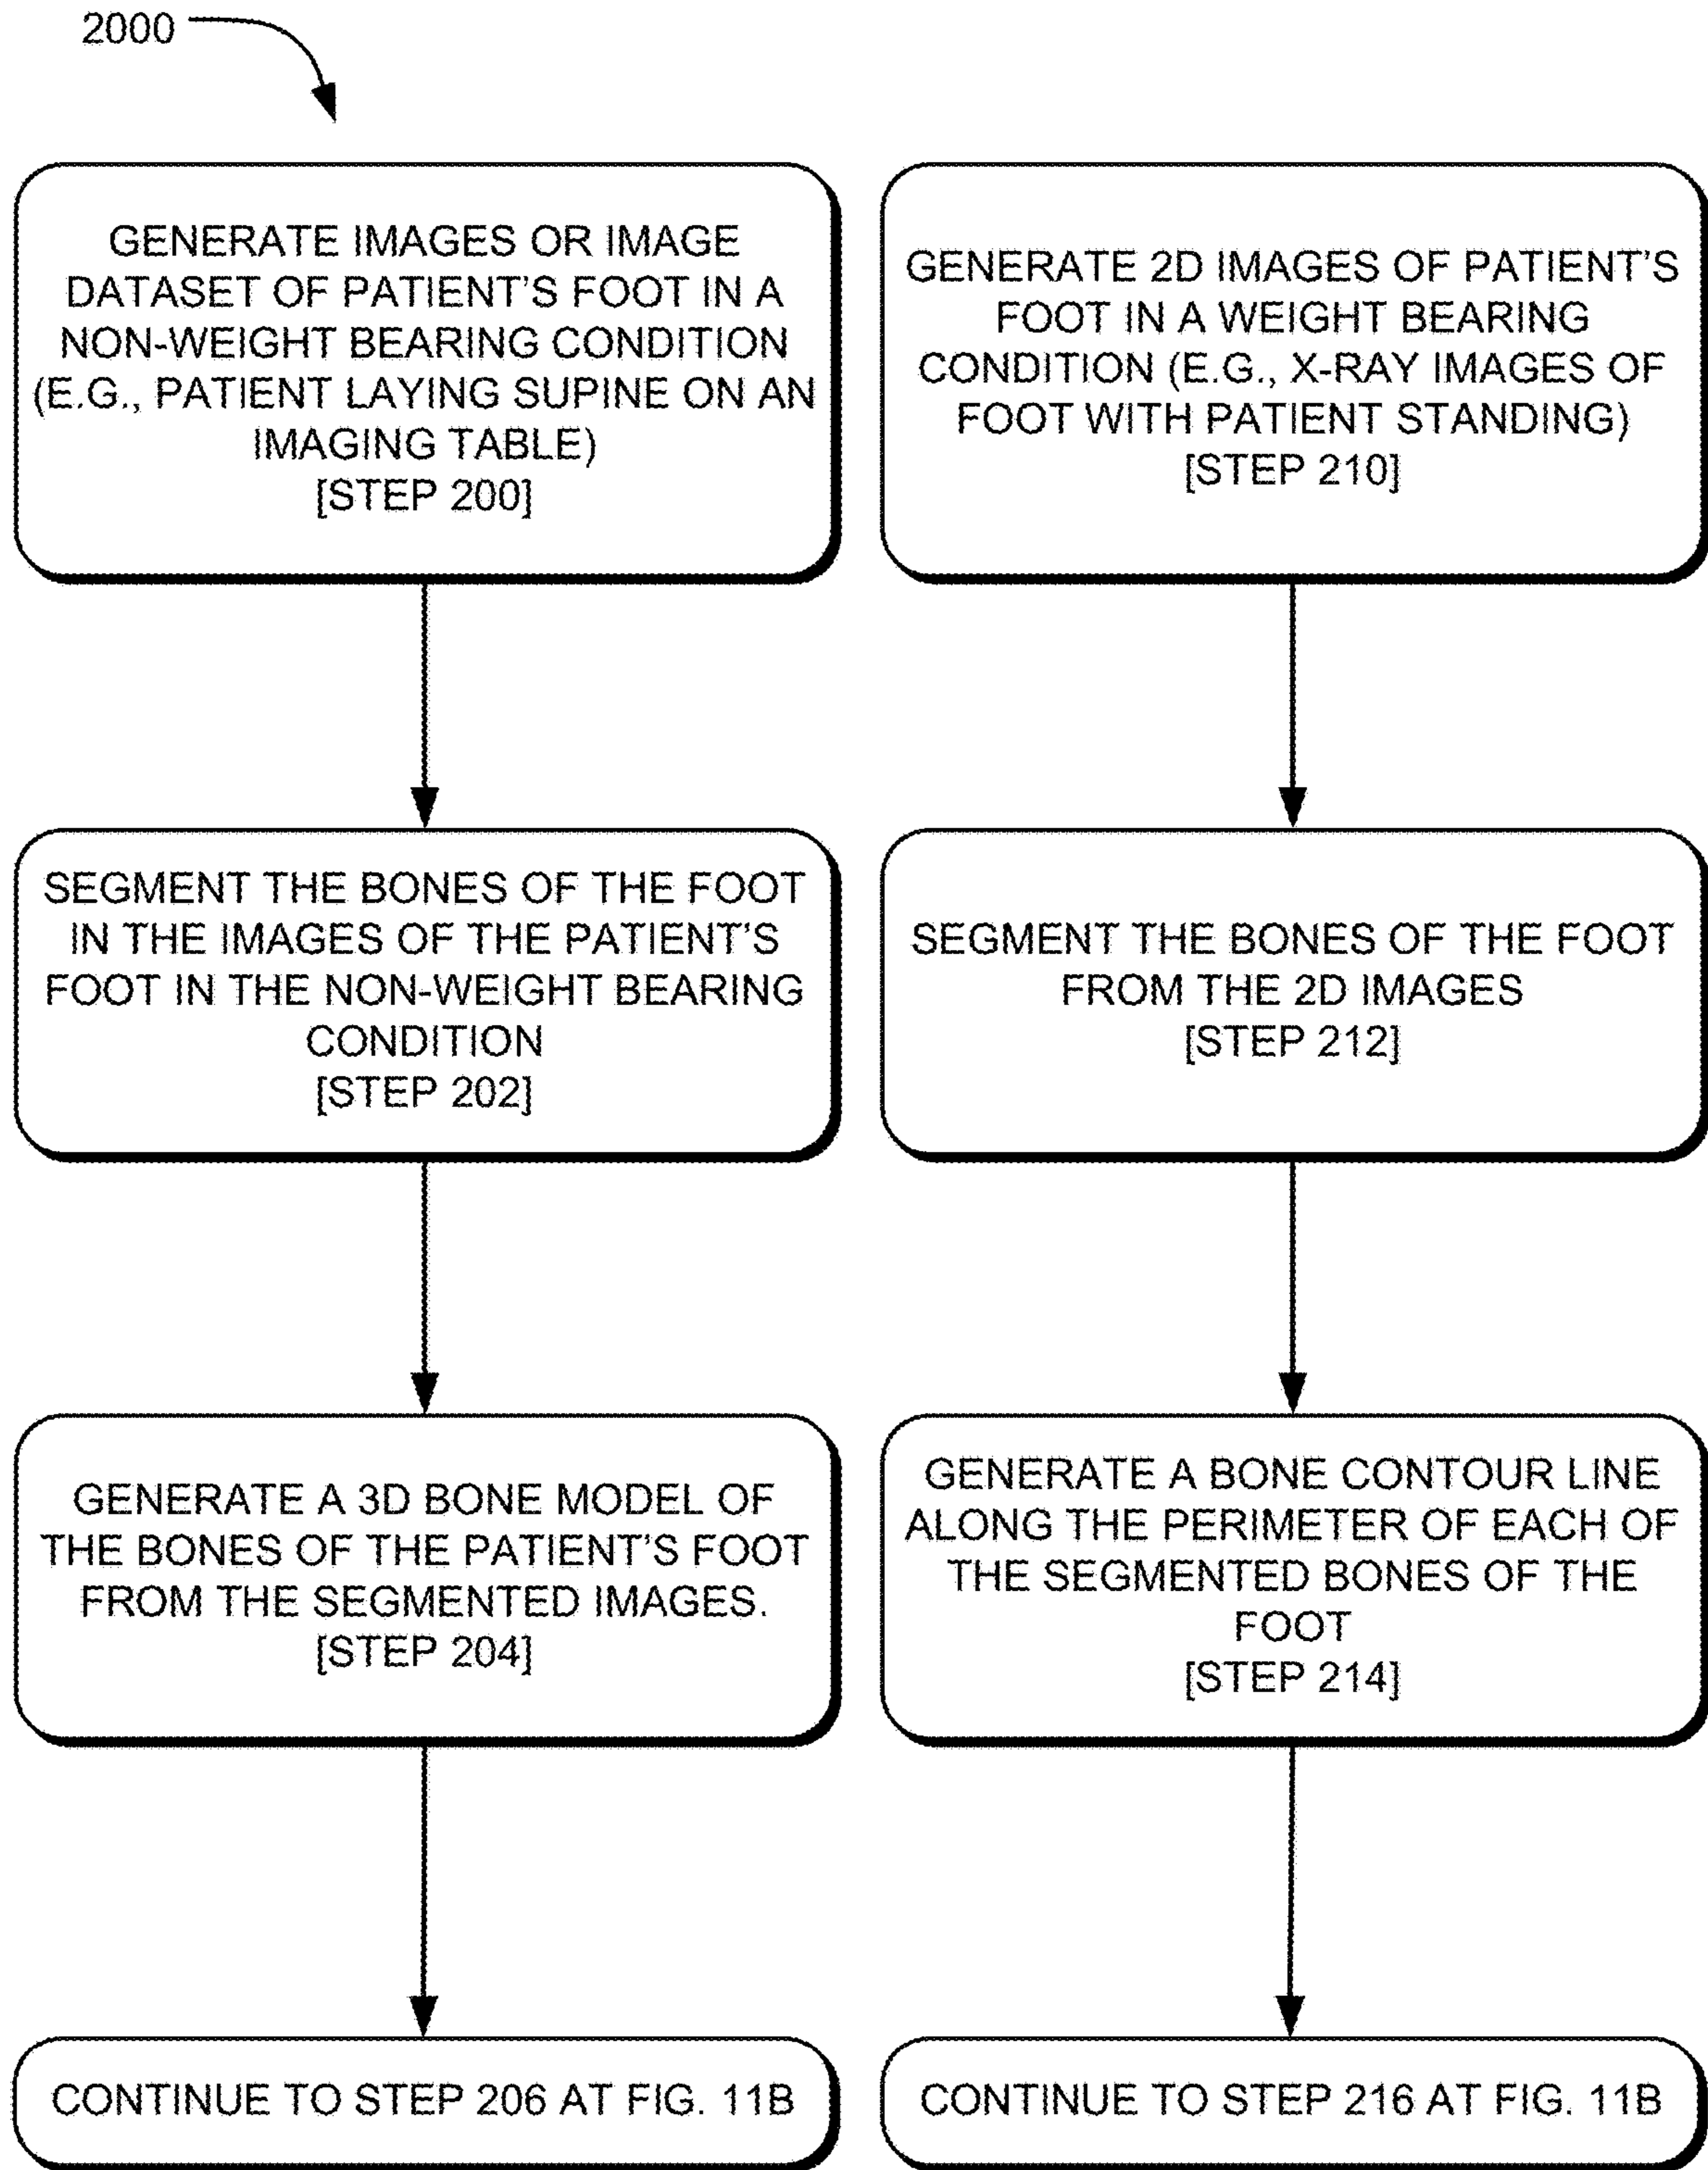 2000
GENERATE IMAGES OR IMAGE
DATASET OF PATIENT'S FOOT IN A
NON-WEIGHT BEARING CONDITION
(E.G., PATIENT LAYING SUPINE ON AN
IMAGING TABLE)
[STEP 200]
SEGMENT THE BONES OF THE FOOT
IN THE IMAGES OF THE PATIENT'S
FOOT IN THE NON-WEIGHT BEARING
CONDITION
[STEP 202]
GENERATE A 3D BONE MODEL OF
THE BONES OF THE PATIENT'S FOOT
FROM THE SEGMENTED IMAGES.
[STEP 204]
CONTINUE TO STEP 206 AT FIG. 11B
GENERATE 2D IMAGES OF PATIENT'S
FOOT IN A WEIGHT BEARING
CONDITION (E.G., X-RAY IMAGES OF
FOOT WITH PATIENT STANDING)
[STEP 210]
SEGMENT THE BONES OF THE FOOT
FROM THE 2D IMAGES
[STEP 212]
GENERATE A BONE CONTOUR LINE
ALONG THE PERIMETER OF EACH OF
THE SEGMENTED BONES OF THE
FOOT
[STEP 214]
CONTINUE TO STEP 216 AT FIG. 11B